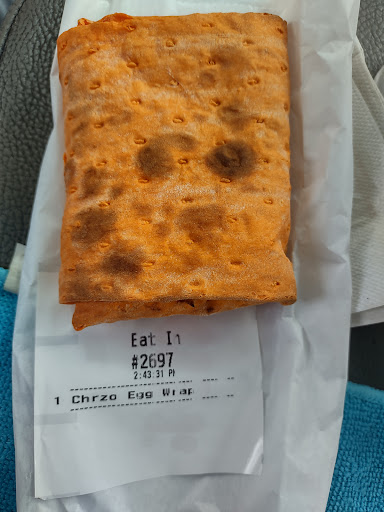 Eat In
#2697
2:43:31 PM
1 Chrzo Egg Wrap